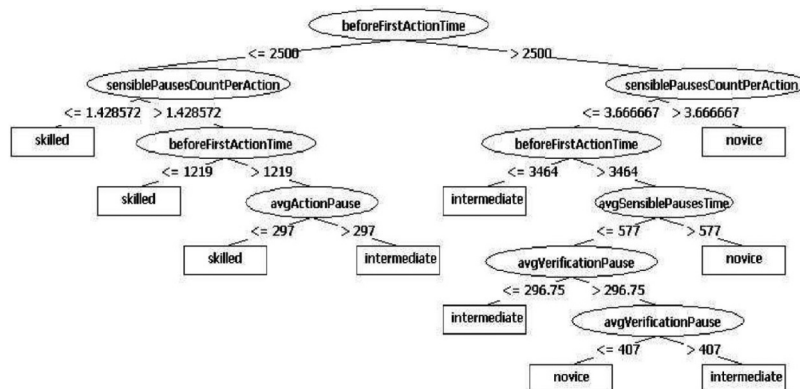 beforeFirstActionTime
<= 2500 > 2500
sensiblePausesCountPerAction sensiblePausesCountPerAction
<= 1.428572 > 1.428572 <= 3.666667 > 3.666667
skilled beforeFirstActionTime beforeFirstActionTime novice
<= 1219 > 1219 <= 3464 > 3464
skilled avgActionPause intermediate avgSensiblePausesTime
<= 297 > 297 <= 577 > 577
skilled intermediate avgVerificationPause novice
<= 296.75 > 296.75
intermediate avgVerificationPause
<= 407 > 407
novice intermediate